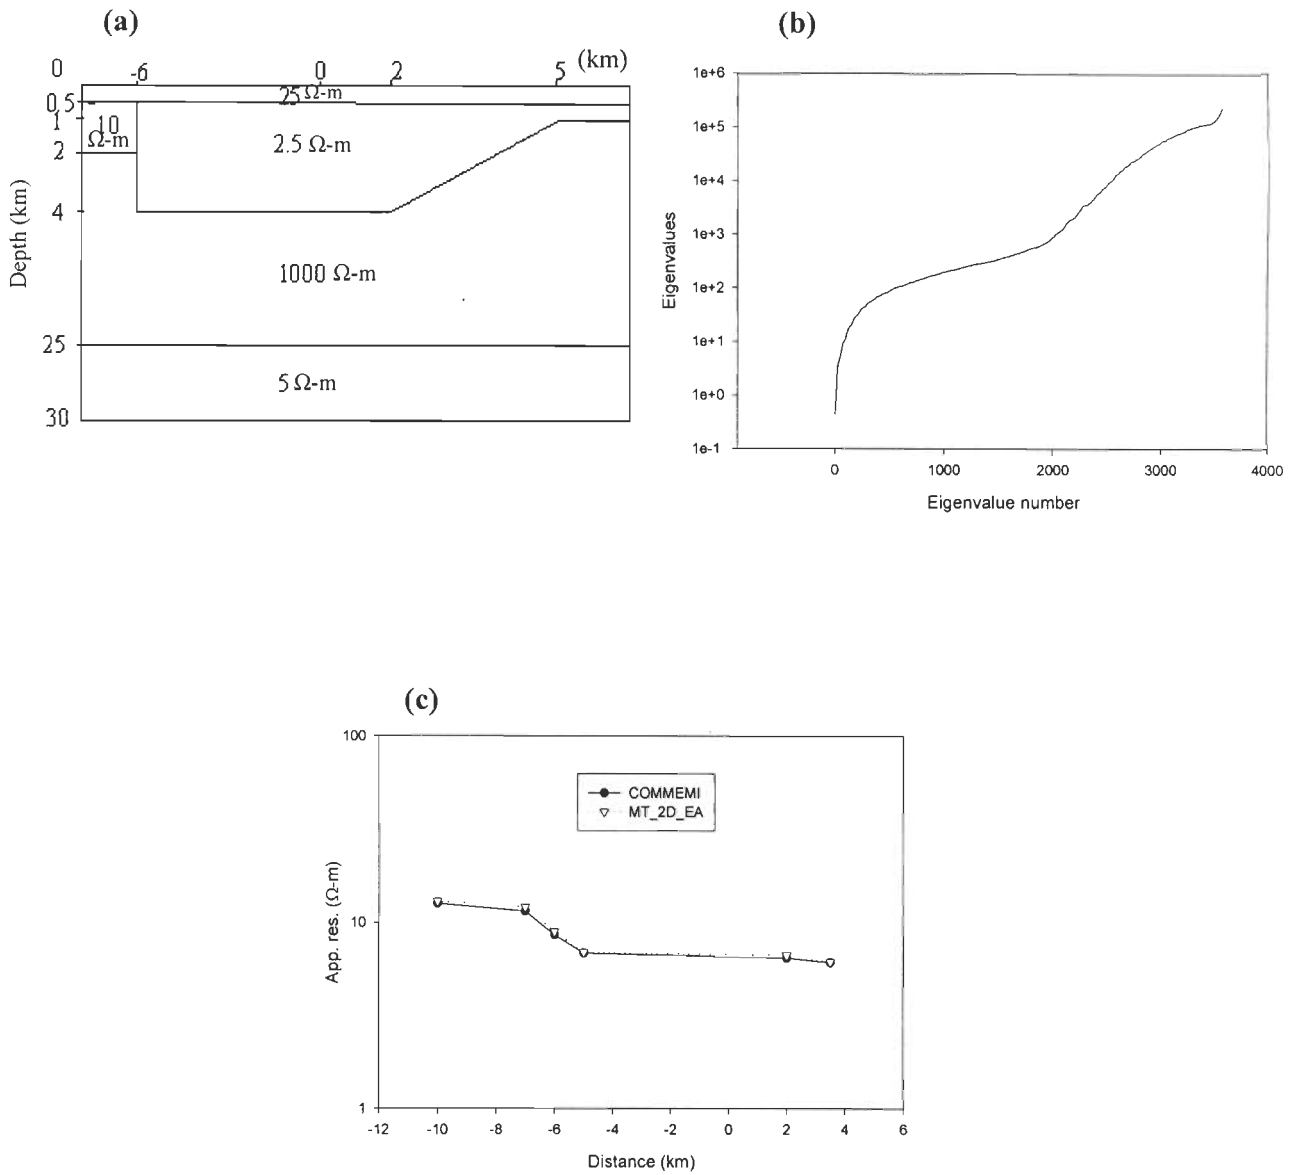 (a)
(b)
0 -6 0 2 5 (km)
25 Ω-m
0.5
1
10
Ω-m
2
2.5 Ω-m
4
1000 Ω-m
25
5 Ω-m
30
Depth (km)
1e+6
1e+5
1e+4
1e+3
1e+2
1e+1
1e+0
1e-1
Eigenvalues
0 1000 2000 3000 4000
Eigenvalue number
(c)
100
10
1
App. res. (Ω-m)
COMMEMI
MT_2D_EA
-12 -10 -8 -6 -4 -2 0 2 4 6
Distance (km)